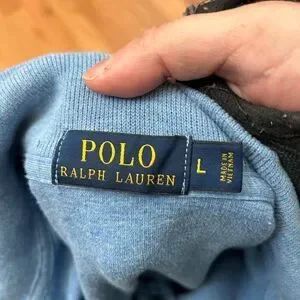 POLO
RALPH LAUREN
L
MADE IN
VIETNAM